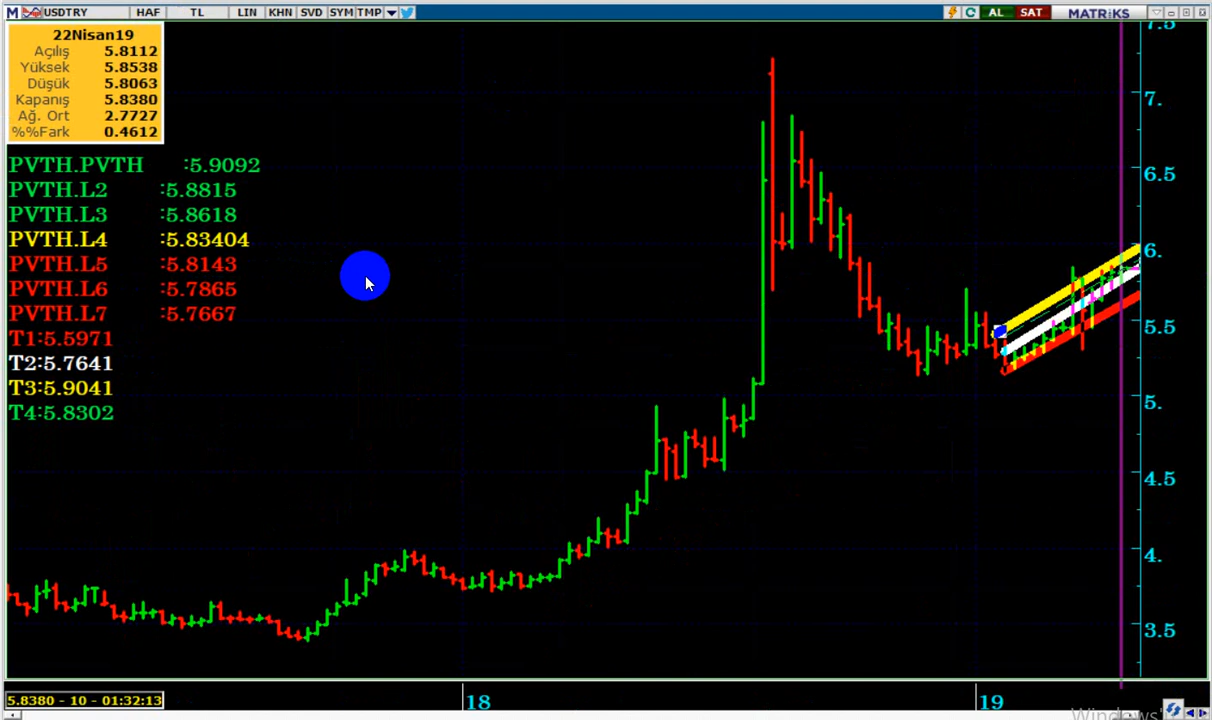 M USDTRY HAF TL LIN KHN SVD SYM TMP AL SAT MATRİKS
22Nisan19
Açılış 5.8112
Yüksek 5.8538
Düşük 5.8063
Kapanış 5.8380
Ağ. Ort 2.7727
%%Fark 0.4612
PVTH.PVTH :5.9092
PVTH.L2 :5.8815
PVTH.L3 :5.8618
PVTH.L4 :5.83404
PVTH.L5 :5.8143
PVTH.L6 :5.7865
PVTH.L7 :5.7667
T1:5.5971
T2:5.7641
T3:5.9041
T4:5.8302
7.5
7.
6.5
6.
5.5
5.
4.5
4.
3.5
5.8380 - 10 - 01:32:13
18
19